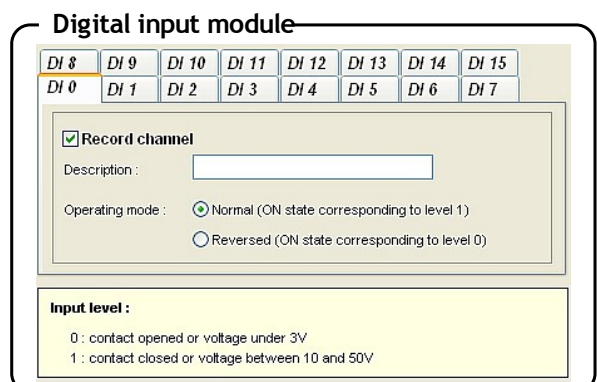 Digital input module
DI 8 DI 9 DI 10 DI 11 DI 12 DI 13 DI 14 DI 15
DI 0 DI 1 DI 2 DI 3 DI 4 DI 5 DI 6 DI 7
Record channel
Description :
Operating mode : Normal (ON state corresponding to level 1)
Reversed (ON state corresponding to level 0)
Input level :
0 : contact opened or voltage under 3V
1 : contact closed or voltage between 10 and 50V